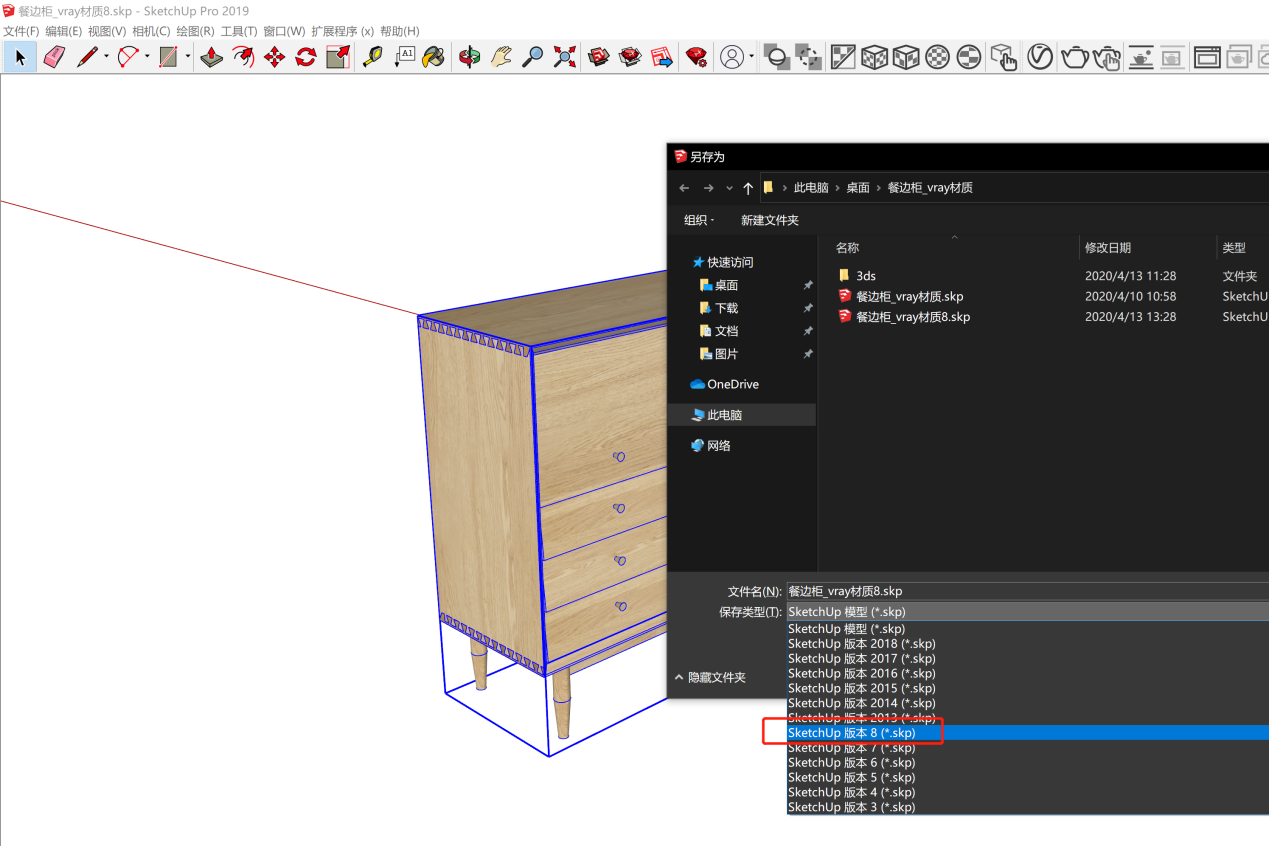 餐边柜_vray材质8.skp - SketchUp Pro 2019
文件(F) 编辑(E) 视图(V) 相机(C) 绘图(R) 工具(T) 窗口(W) 扩展程序 (x) 帮助(H)
A1
另存为
此电脑 › 桌面 › 餐边柜_vray材质
组织 新建文件夹
名称 修改日期 类型
快速访问
桌面
下载
文档
图片
OneDrive
此电脑
网络
3ds 2020/4/13 11:28 文件夹
餐边柜_vray材质.skp 2020/4/10 10:58 SketchU
餐边柜_vray材质8.skp 2020/4/13 13:28 SketchU
文件名(N): 餐边柜_vray材质8.skp
保存类型(T): SketchUp 模型 (*.skp)
SketchUp 模型 (*.skp)
SketchUp 版本 2018 (*.skp)
SketchUp 版本 2017 (*.skp)
SketchUp 版本 2016 (*.skp)
SketchUp 版本 2015 (*.skp)
SketchUp 版本 2014 (*.skp)
SketchUp 版本 2013 (*.skp)
SketchUp 版本 8 (*.skp)
SketchUp 版本 7 (*.skp)
SketchUp 版本 6 (*.skp)
SketchUp 版本 5 (*.skp)
SketchUp 版本 4 (*.skp)
SketchUp 版本 3 (*.skp)
隐藏文件夹